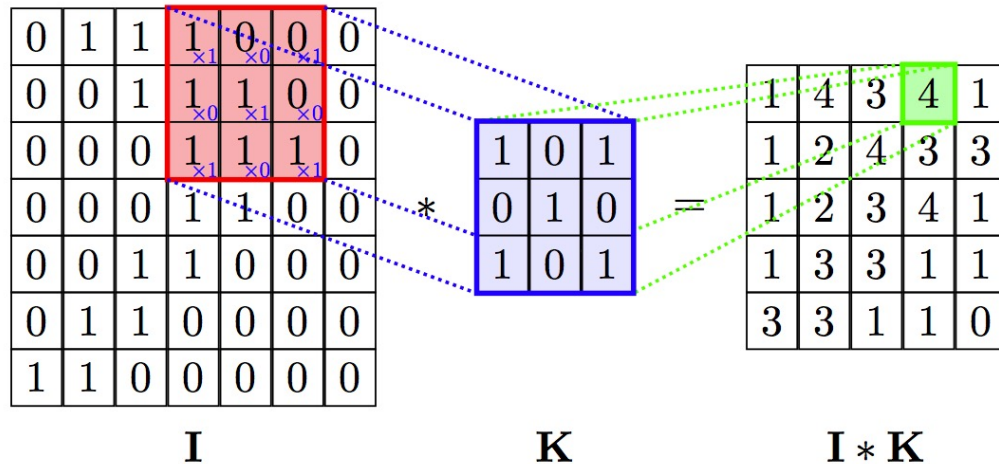 0 1 1 1×1 0×0 0×1 0
0 0 1 1×0 1×1 0×0 0
0 0 0 1×1 1×0 1×1 0
0 0 0 1 1 0 0
0 0 1 1 0 0 0
0 1 1 0 0 0 0
1 1 0 0 0 0 0
I
∗
1 0 1
0 1 0
1 0 1
K
=
1 4 3 4 1
1 2 4 3 3
1 2 3 4 1
1 3 3 1 1
3 3 1 1 0
I ∗ K